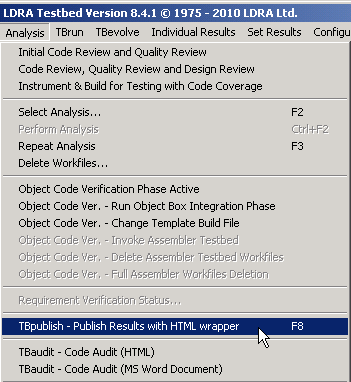 LDRA Testbed Version 8.4.1 © 1975 - 2010 LDRA Ltd.
Analysis TBrun TBevolve Individual Results Set Results Configu
Initial Code Review and Quality Review
Code Review, Quality Review and Design Review
Instrument & Build for Testing with Code Coverage
Select Analysis... F2
Perform Analysis Ctrl+F2
Repeat Analysis F3
Delete Workfiles...
Object Code Verification Phase Active
Object Code Ver. - Run Object Box Integration Phase
Object Code Ver. - Change Template Build File
Object Code Ver. - Invoke Assembler Testbed
Object Code Ver. - Delete Assembler Testbed Workfiles
Object Code Ver. - Full Assembler Workfiles Deletion
Requirement Verification Status...
TBpublish - Publish Results with HTML wrapper F8
TBaudit - Code Audit (HTML)
TBaudit - Code Audit (MS Word Document)